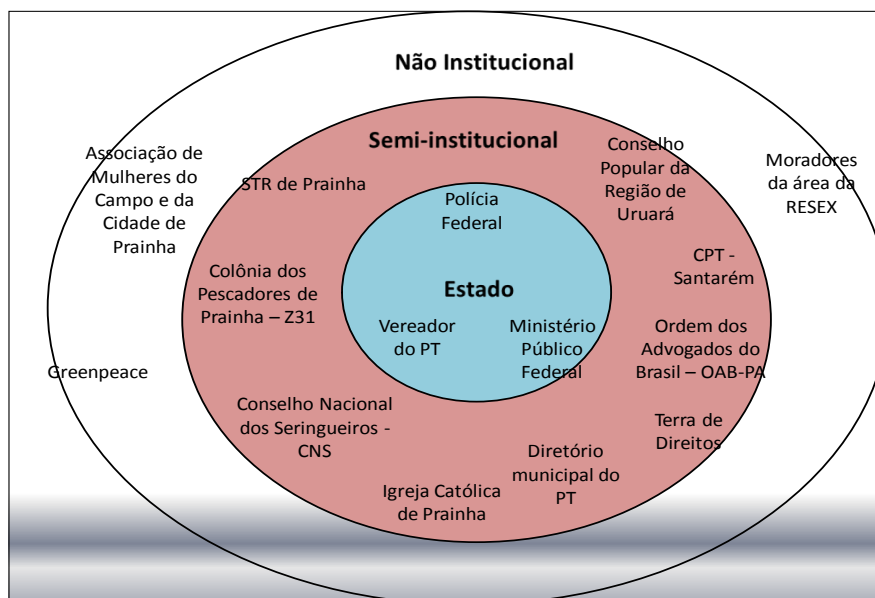 Não Institucional
Semi-institucional
Associação de
Mulheres do
Campo e da
Cidade de
Prainha
STR de Prainha
Conselho
Popular da
Região de
Uruará
Moradores
da área da
RESEX
Polícia
Federal
CPT -
Santarém
Colônia dos
Pescadores de
Prainha – Z31
Estado
Vereador
do PT
Ministério
Público
Federal
Ordem dos
Advogados do
Brasil – OAB-PA
Greenpeace
Conselho Nacional
dos Seringueiros -
CNS
Terra de
Direitos
Diretório
municipal do
PT
Igreja Católica
de Prainha